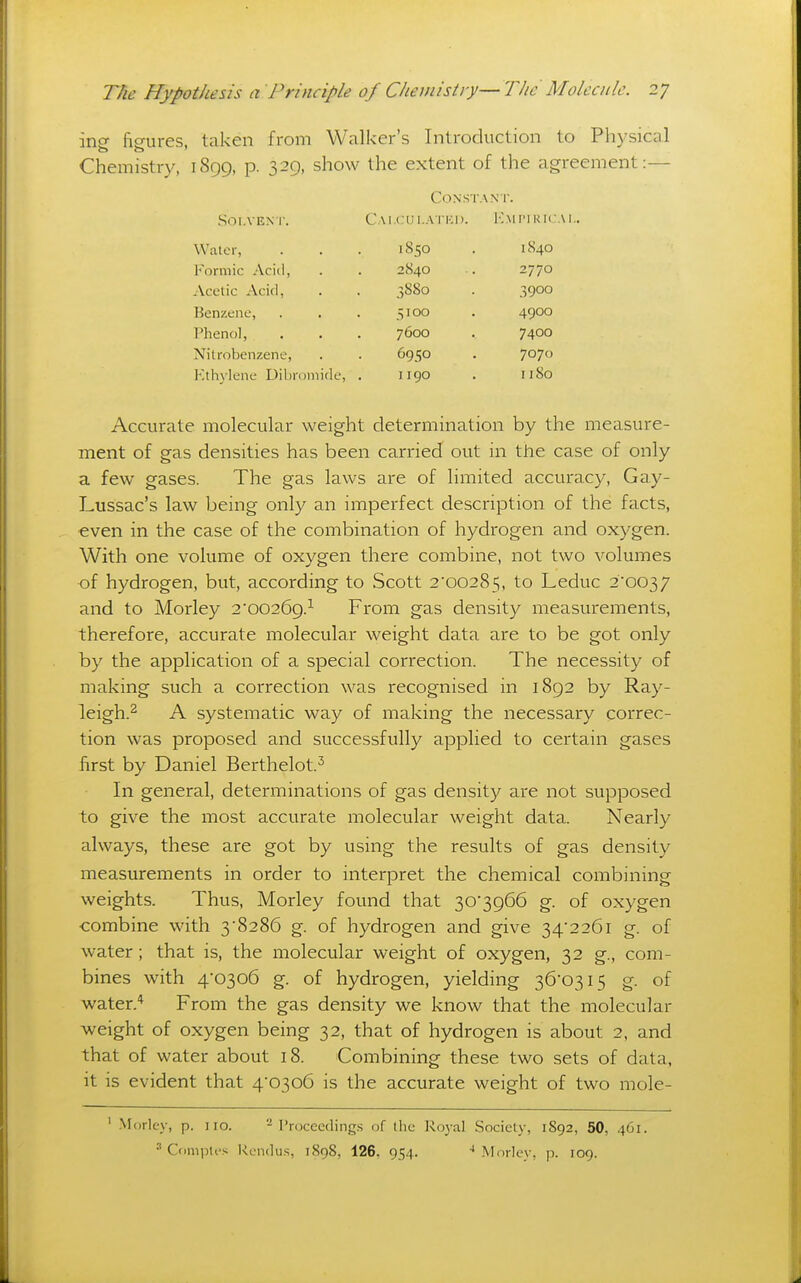 The Hypothesis a Principle of Chemistry—The Molecule. 27
ing figures, taken from Walker's Introduction to Physical
Chemistry, 1899, p. 329, show the extent of the agreement:—
CONSTANT.
SOLVENT. CALCULATED. EMPIRICAL.
Water, . . . 1850 . 1840
Formic Acid, . . 2840 . 2770
Acetic Acid, . . 3880 . 3900
Benzene, . . . 5100 . 4900
Phenol, . . . 7600 . 7400
Nitrobenzene, . . 6950 . 7070
Ethylene Dibromide, . 1190 . 1180
Accurate molecular weight determination by the measure-
ment of gas densities has been carried out in the case of only
a few gases. The gas laws are of limited accuracy, Gay-
Lussac's law being only an imperfect description of the facts,
even in the case of the combination of hydrogen and oxygen.
With one volume of oxygen there combine, not two volumes
of hydrogen, but, according to Scott 2·00285, to Leduc 2·0037
and to Morley 2·00269.¹ From gas density measurements,
therefore, accurate molecular weight data are to be got only
by the application of a special correction. The necessity of
making such a correction was recognised in 1892 by Ray-
leigh.² A systematic way of making the necessary correc-
tion was proposed and successfully applied to certain gases
first by Daniel Berthelot.³
In general, determinations of gas density are not supposed
to give the most accurate molecular weight data. Nearly
always, these are got by using the results of gas density
measurements in order to interpret the chemical combining
weights. Thus, Morley found that 30·3966 g. of oxygen
combine with 3·8286 g. of hydrogen and give 34·2261 g. of
water; that is, the molecular weight of oxygen, 32 g., com-
bines with 4·0306 g. of hydrogen, yielding 36·0315 g. of
water.⁴ From the gas density we know that the molecular
weight of oxygen being 32, that of hydrogen is about 2, and
that of water about 18. Combining these two sets of data,
it is evident that 4·0306 is the accurate weight of two mole-
¹ Morley, p. 110. ² Proceedings of the Royal Society, 1892, 50, 461.
³ Comptes Rendus, 1898, 126, 954. ⁴ Morley, p. 109.